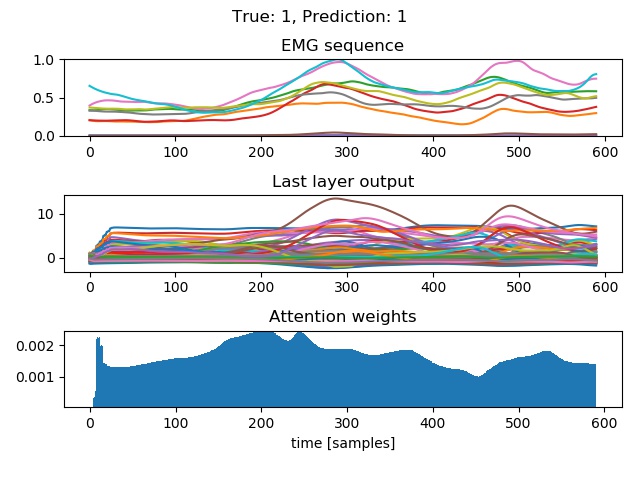 True: 1, Prediction: 1
EMG sequence
1.0
0.5
0.0
0 100 200 300 400 500 600
Last layer output
10
0
0 100 200 300 400 500 600
Attention weights
0.002
0.001
0 100 200 300 400 500 600
time [samples]